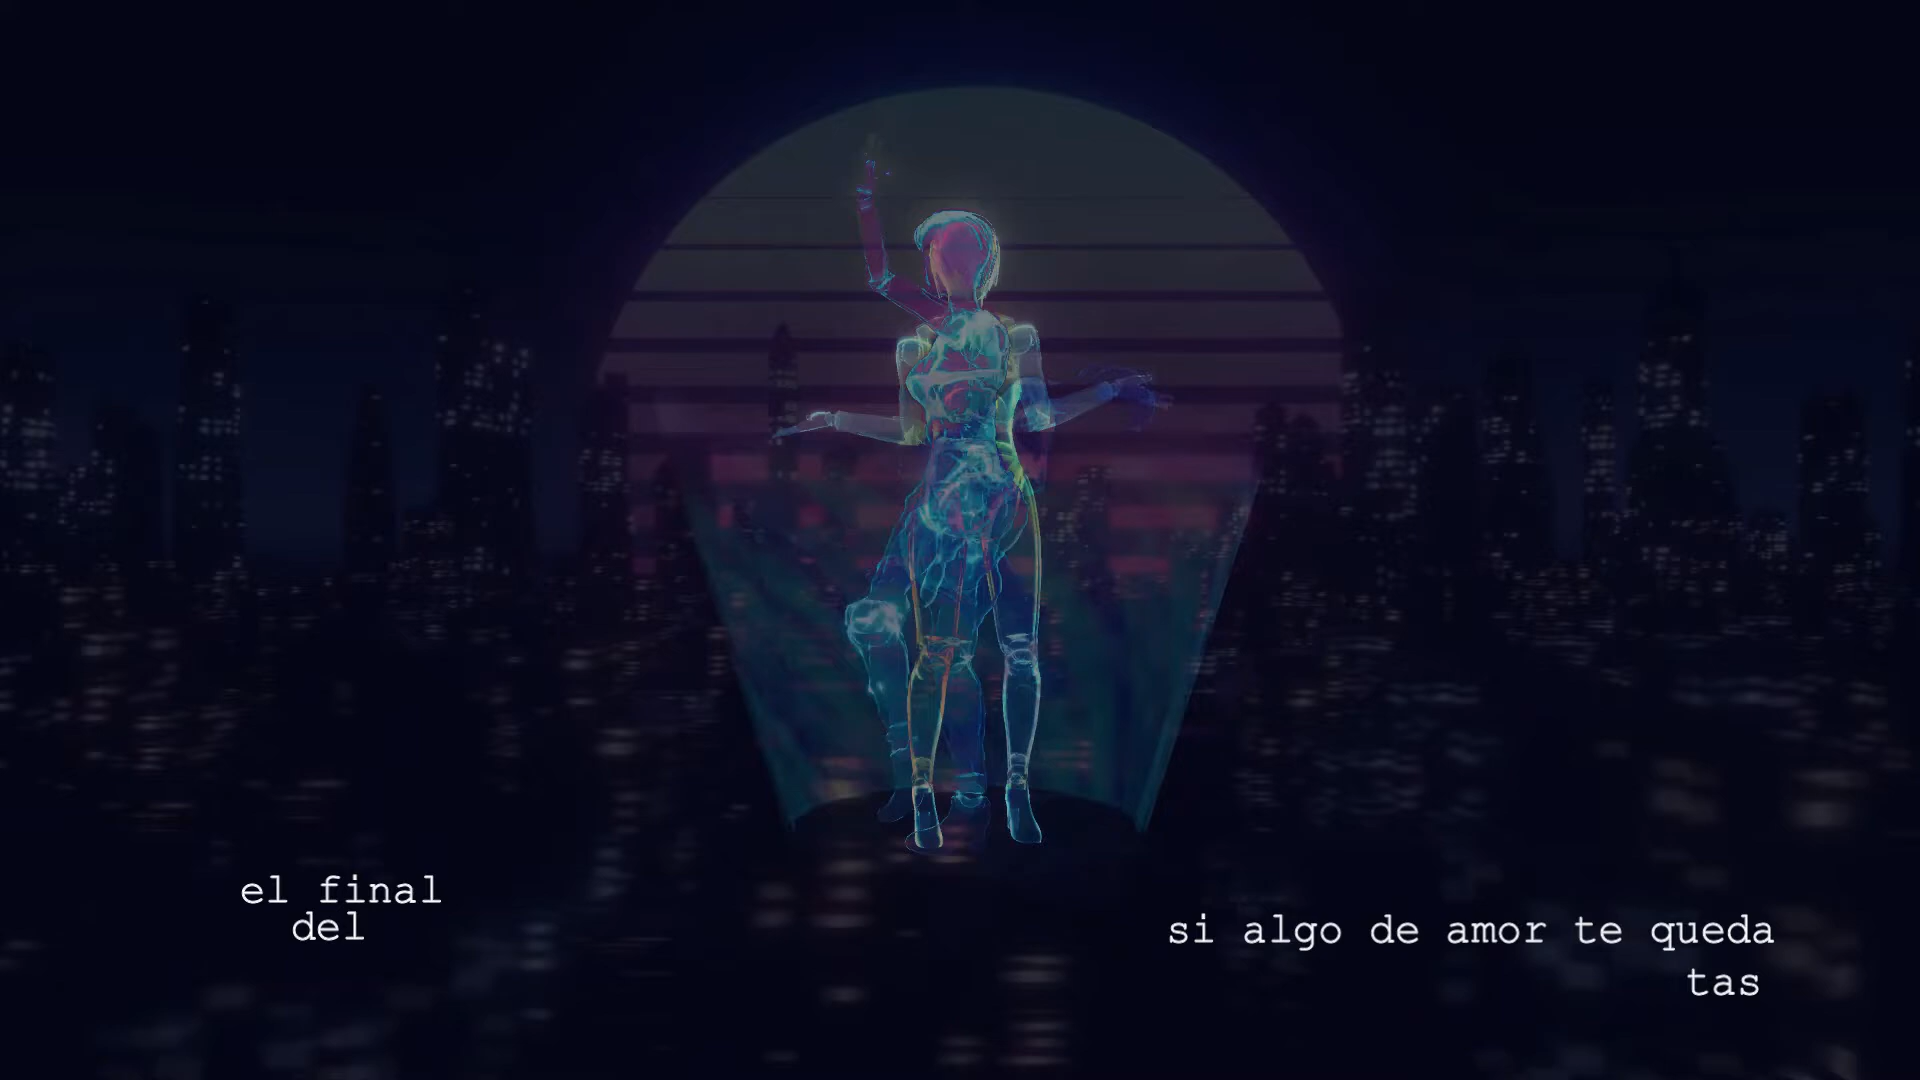 el final
del
si algo de amor te queda
tas